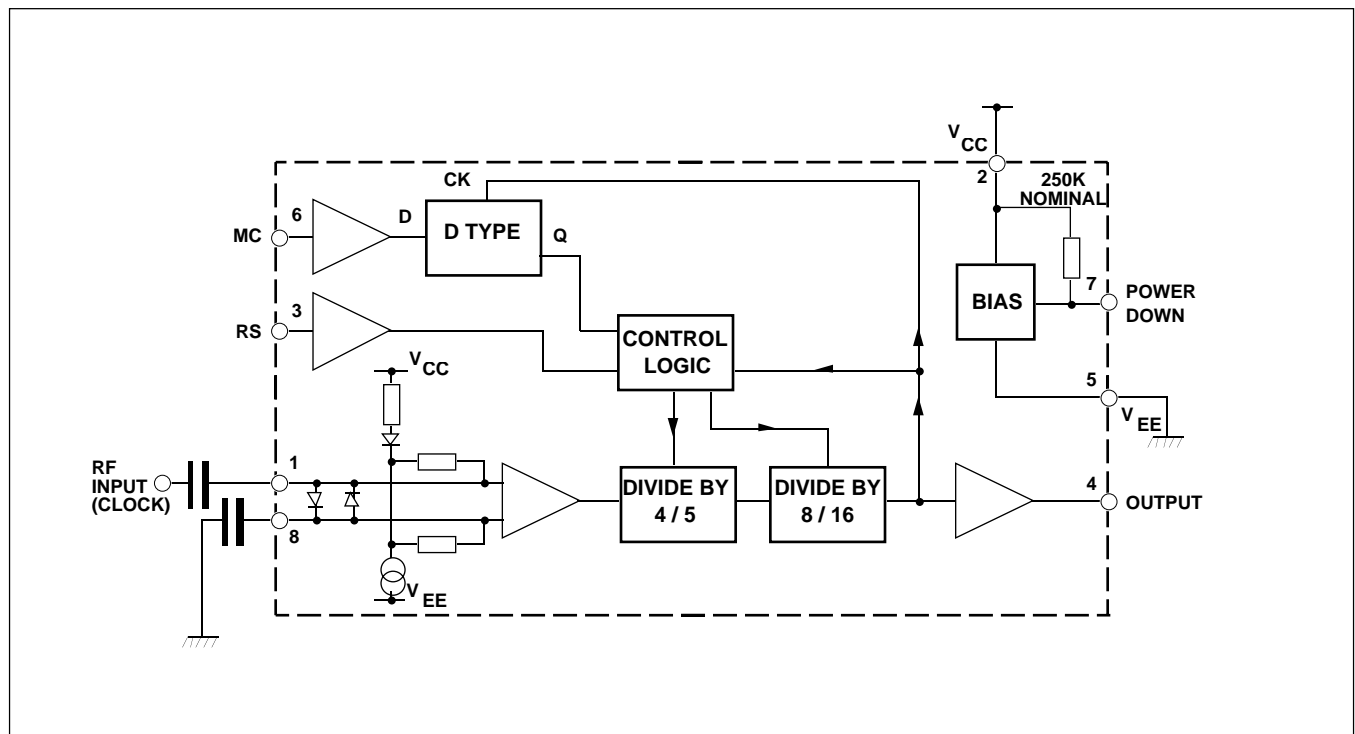 V
CC
2
250K
NOMINAL
CK
6
D
D TYPE
Q
MC
7
POWER
DOWN
BIAS
3
RS
CONTROL
LOGIC
V
CC
5
V
EE
RF
INPUT
(CLOCK)
1
8
DIVIDE BY
4 / 5
DIVIDE BY
8 / 16
4
OUTPUT
V
EE